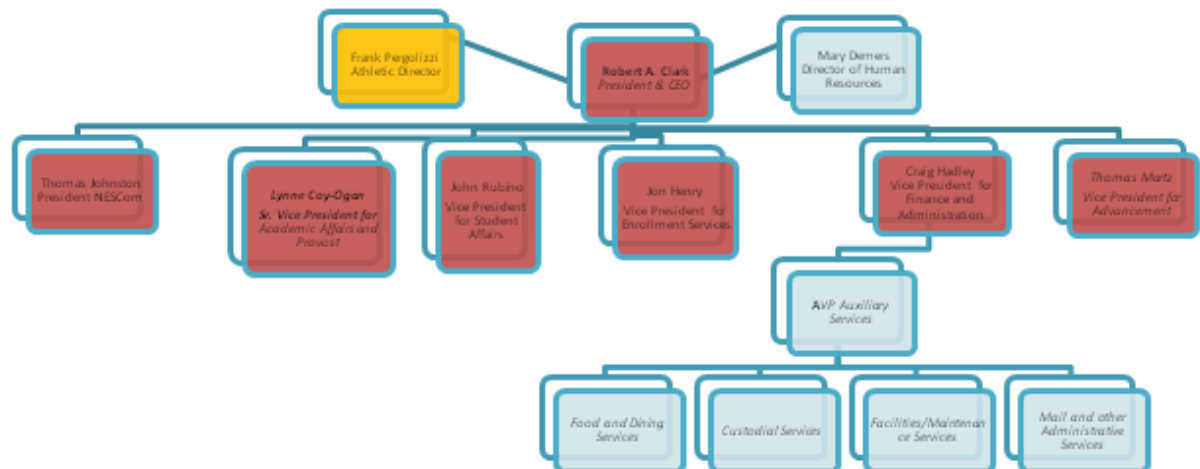 Frank Pergolizzi
Athletic Director
Robert A. Clark
President & CEO
Mary Demers
Director of Human
Resources
Thomas Johnston
President NESCom
Lynne Coy-Ogan
Sr. Vice President for
Academic Affairs and
Provost
John Rubino
Vice President
for Student
Affairs
Jon Henry
Vice President for
Enrollment Services
Craig Hadley
Vice President for
Finance and
Administration
Thomas Martz
Vice President for
Advancement
AVP Auxiliary
Services
Food and Dining
Services
Custodial Services
Facilities/Maintenan
ce Services
Mail and other
Administrative
Services